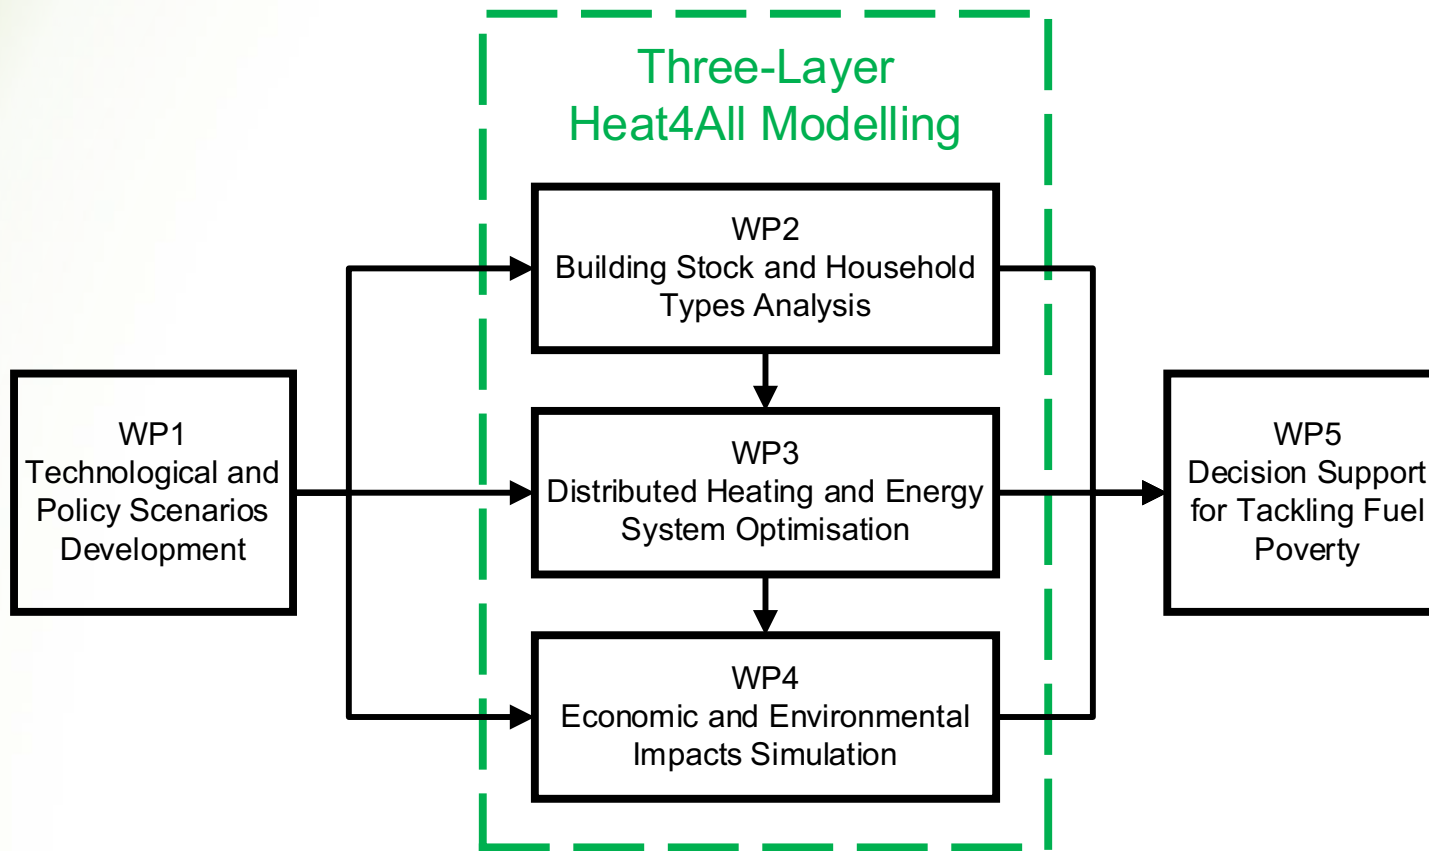 Three-Layer
Heat4All Modelling
WP2
Building Stock and Household
Types Analysis
WP1
Technological and
Policy Scenarios
Development
WP3
Distributed Heating and Energy
System Optimisation
WP5
Decision Support
for Tackling Fuel
Poverty
WP4
Economic and Environmental
Impacts Simulation